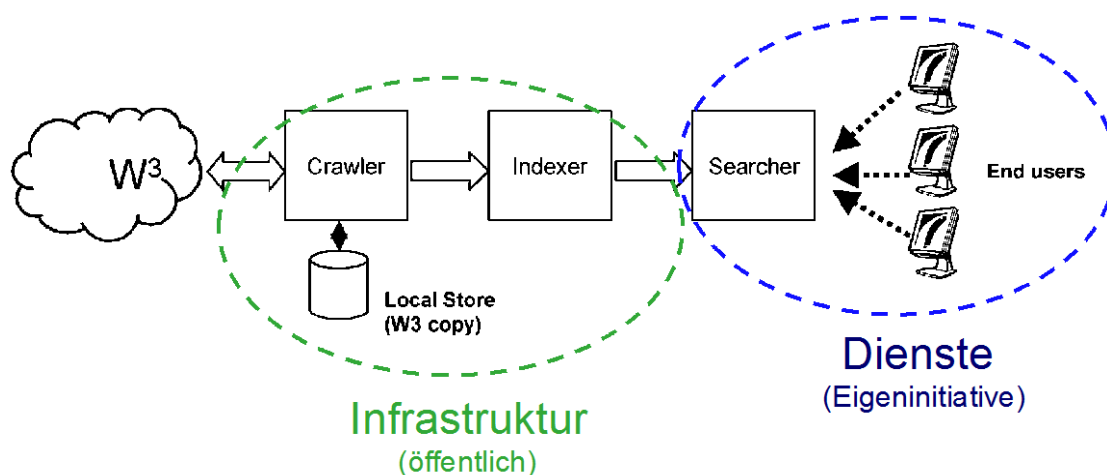 W³
Crawler
Indexer
Searcher
End users
Local Store
(W3 copy)
Dienste
(Eigeninitiative)
Infrastruktur
(öffentlich)